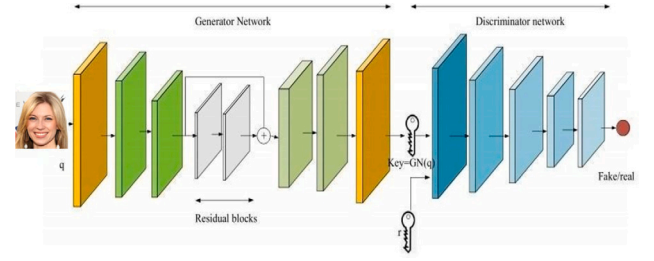 Generator Network
Discriminator network
q
+
Key=GN(q)
r
Residual blocks
Fake/real